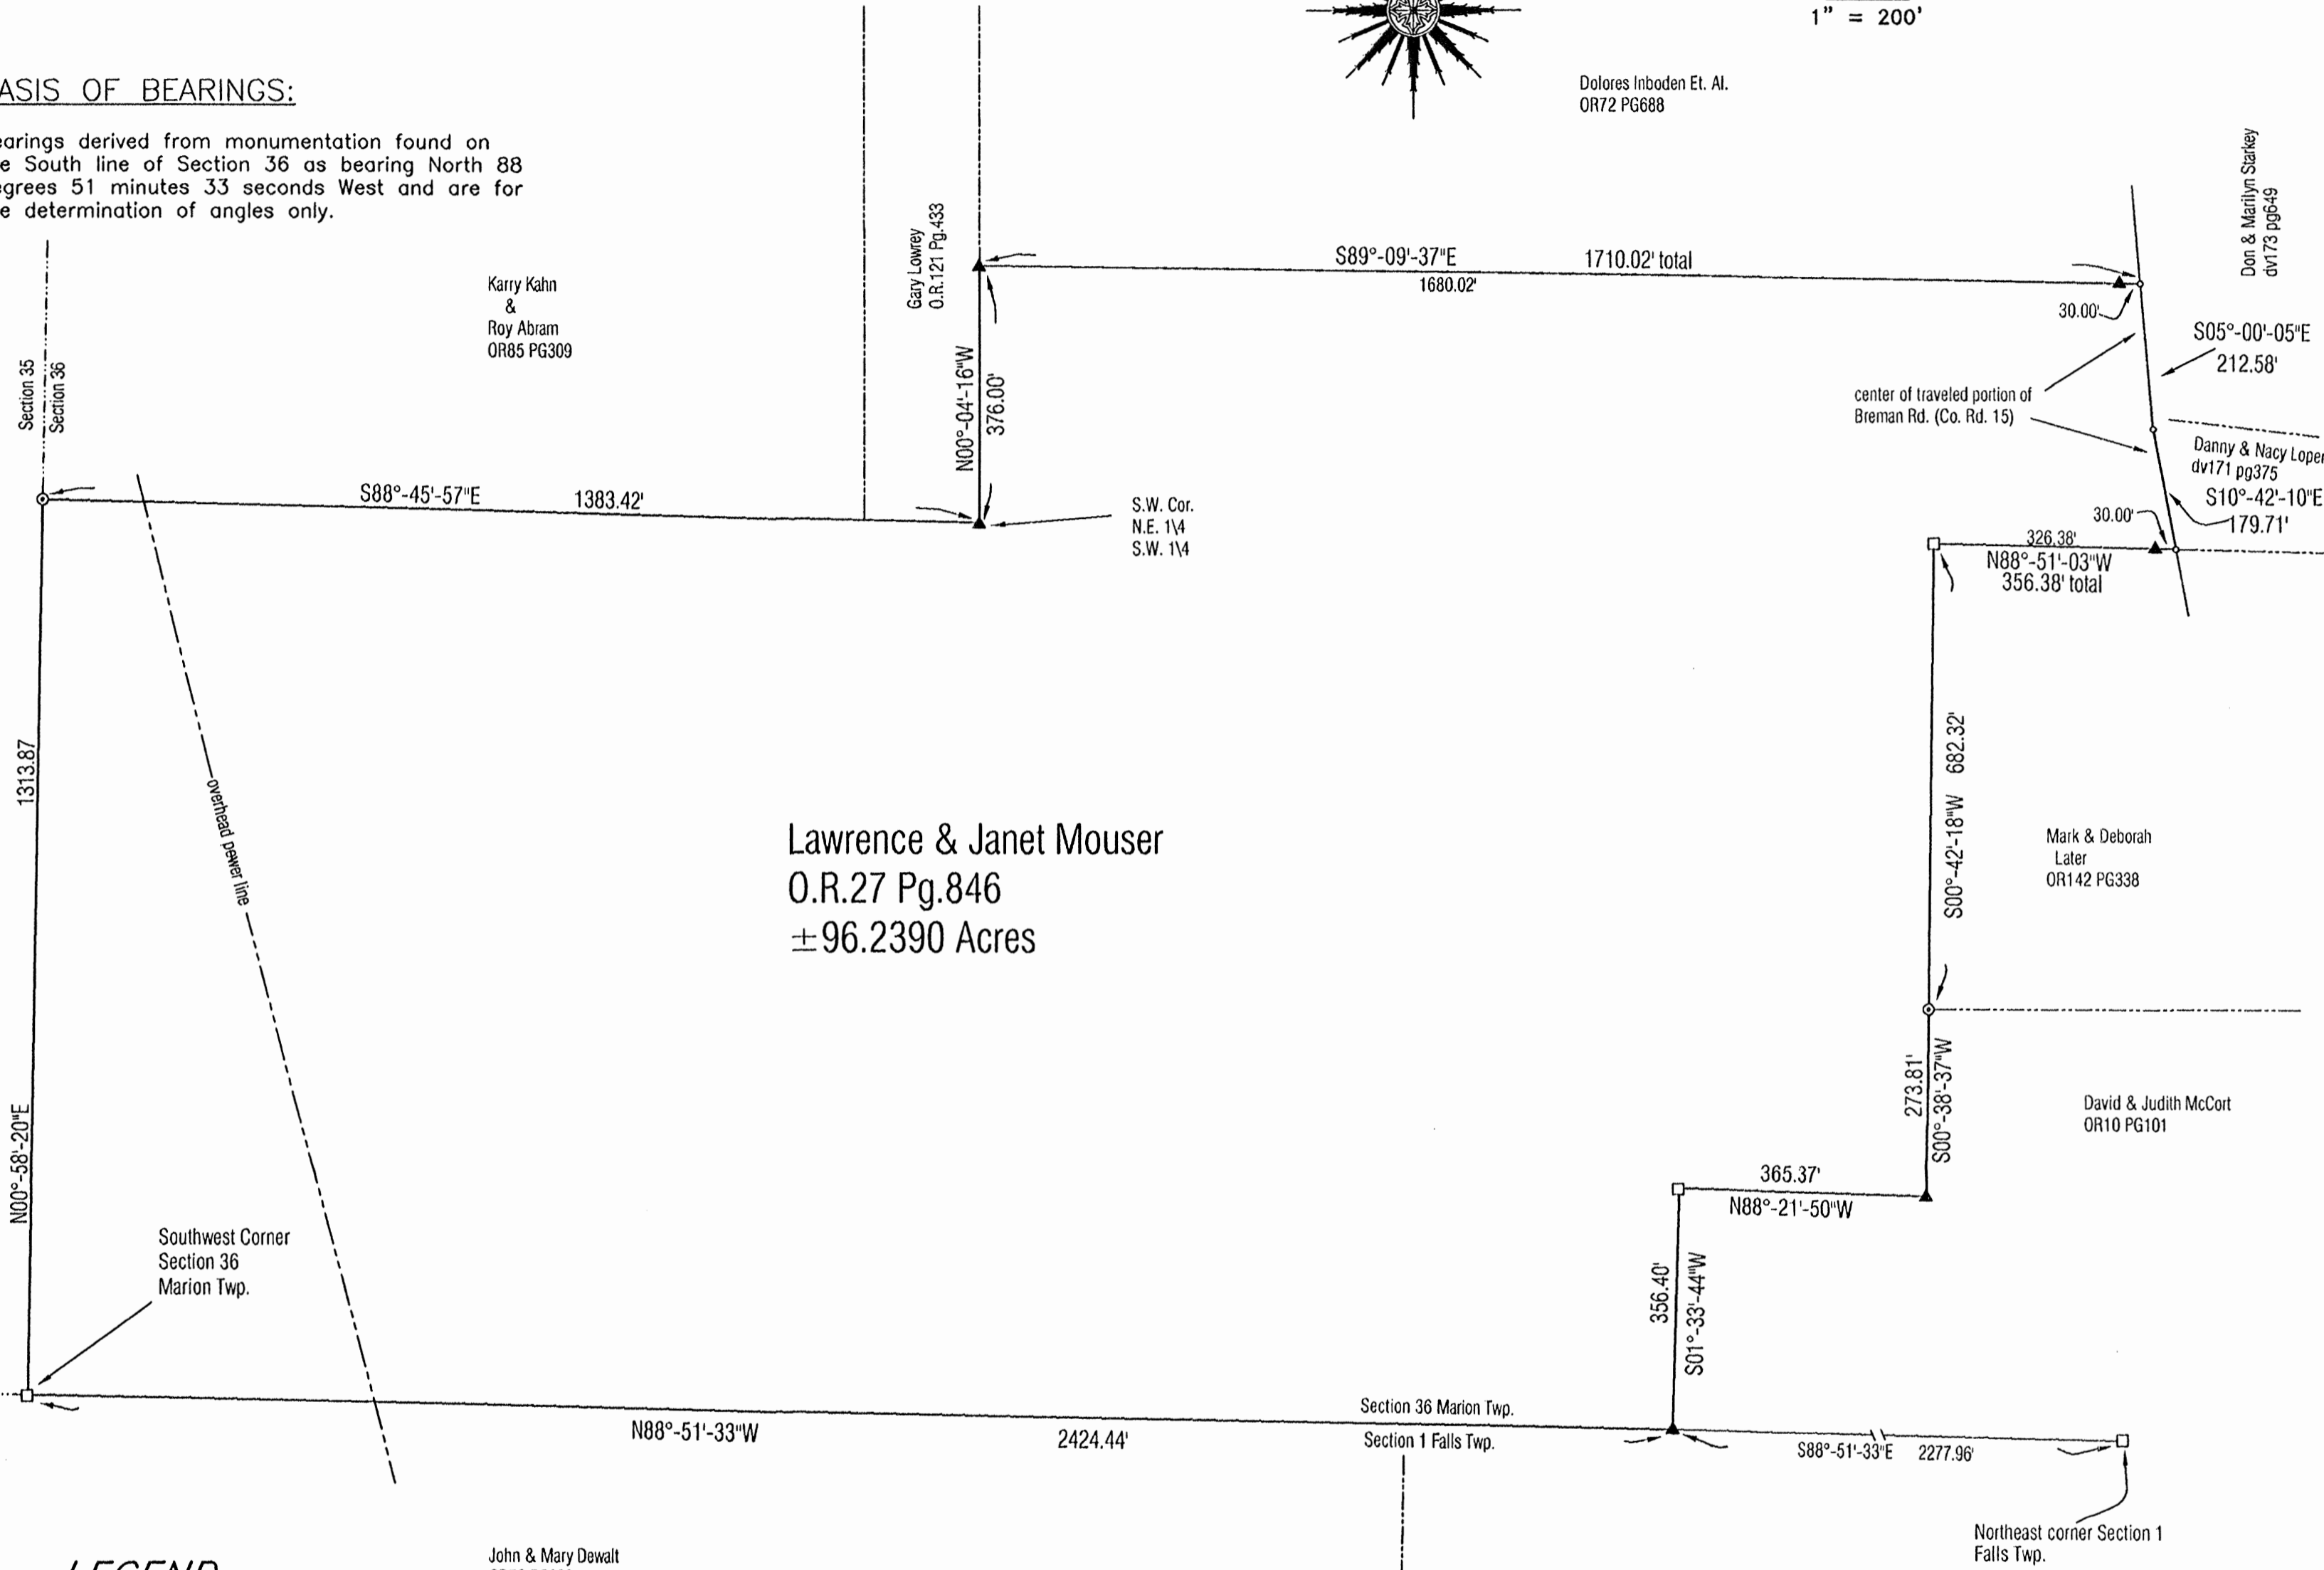 1" = 200'
ASIS OF BEARINGS:
earings derived from monumentation found on
e South line of Section 36 as bearing North 88
egrees 51 minutes 33 seconds West and are for
e determination of angles only.
Dolores Inboden Et. Al.
OR72 PG688
Don & Marilyn Starkey
dv173 pg649
Karry Kahn
&
Roy Abram
OR85 PG309
Gary Lowrey
O.R.121 Pg.433
S89°-09'-37"E 1710.02' total
1680.02'
30.00'
S05°-00'-05"E
212.58'
Section 35
Section 36
N00°-04'-16"W
376.00'
center of traveled portion of
Breman Rd. (Co. Rd. 15)
Danny & Nacy Loper
dv171 pg375
S10°-42'-10"E
179.71'
30.00'
S88°-45'-57"E 1383.42'
S.W. Cor.
N.E. 1\4
S.W. 1\4
326.38'
N88°-51'-03"W
356.38' total
1313.87
N00°-58'-20"E
overhead pewer line
Lawrence & Janet Mouser
O.R.27 Pg.846
±96.2390 Acres
S00°-42'-18"W 682.32'
Mark & Deborah
Later
OR142 PG338
273.81'
S00°-38'-37"W
David & Judith McCort
OR10 PG101
365.37'
N88°-21'-50"W
356.40'
S01°-33'-44"W
Southwest Corner
Section 36
Marion Twp.
N88°-51'-33"W 2424.44'
Section 36 Marion Twp.
Section 1 Falls Twp.
S88°-51'-33"E 2277.96'
Northeast corner Section 1
Falls Twp.
John & Mary Dewalt
LEGEND